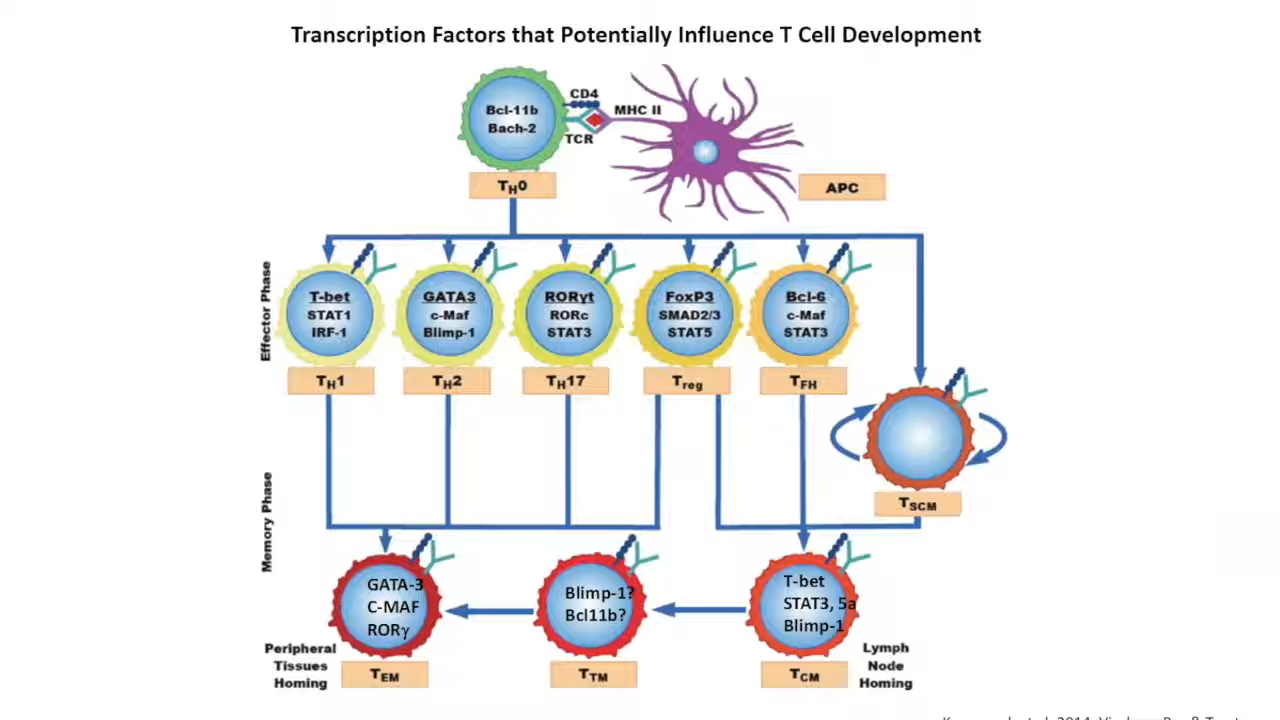 Transcription Factors that Potentially Influence T Cell Development
CD4
Bcl-11b
Bach-2
MHC II
TCR
TH0
APC
Effector Phase
T-bet
STAT1
IRF-1
GATA3
c-Maf
Blimp-1
RORγt
RORc
STAT3
FoxP3
SMAD2/3
STAT5
Bcl-6
c-Maf
STAT3
TH1
TH2
TH17
Treg
TFH
TSCM
Memory Phase
GATA-3
C-MAF
RORγ
Blimp-1?
Bcl11b?
T-bet
STAT3, 5a
Blimp-1
Peripheral
Tissues
Homing
TEM
TTM
TCM
Lymph
Node
Homing